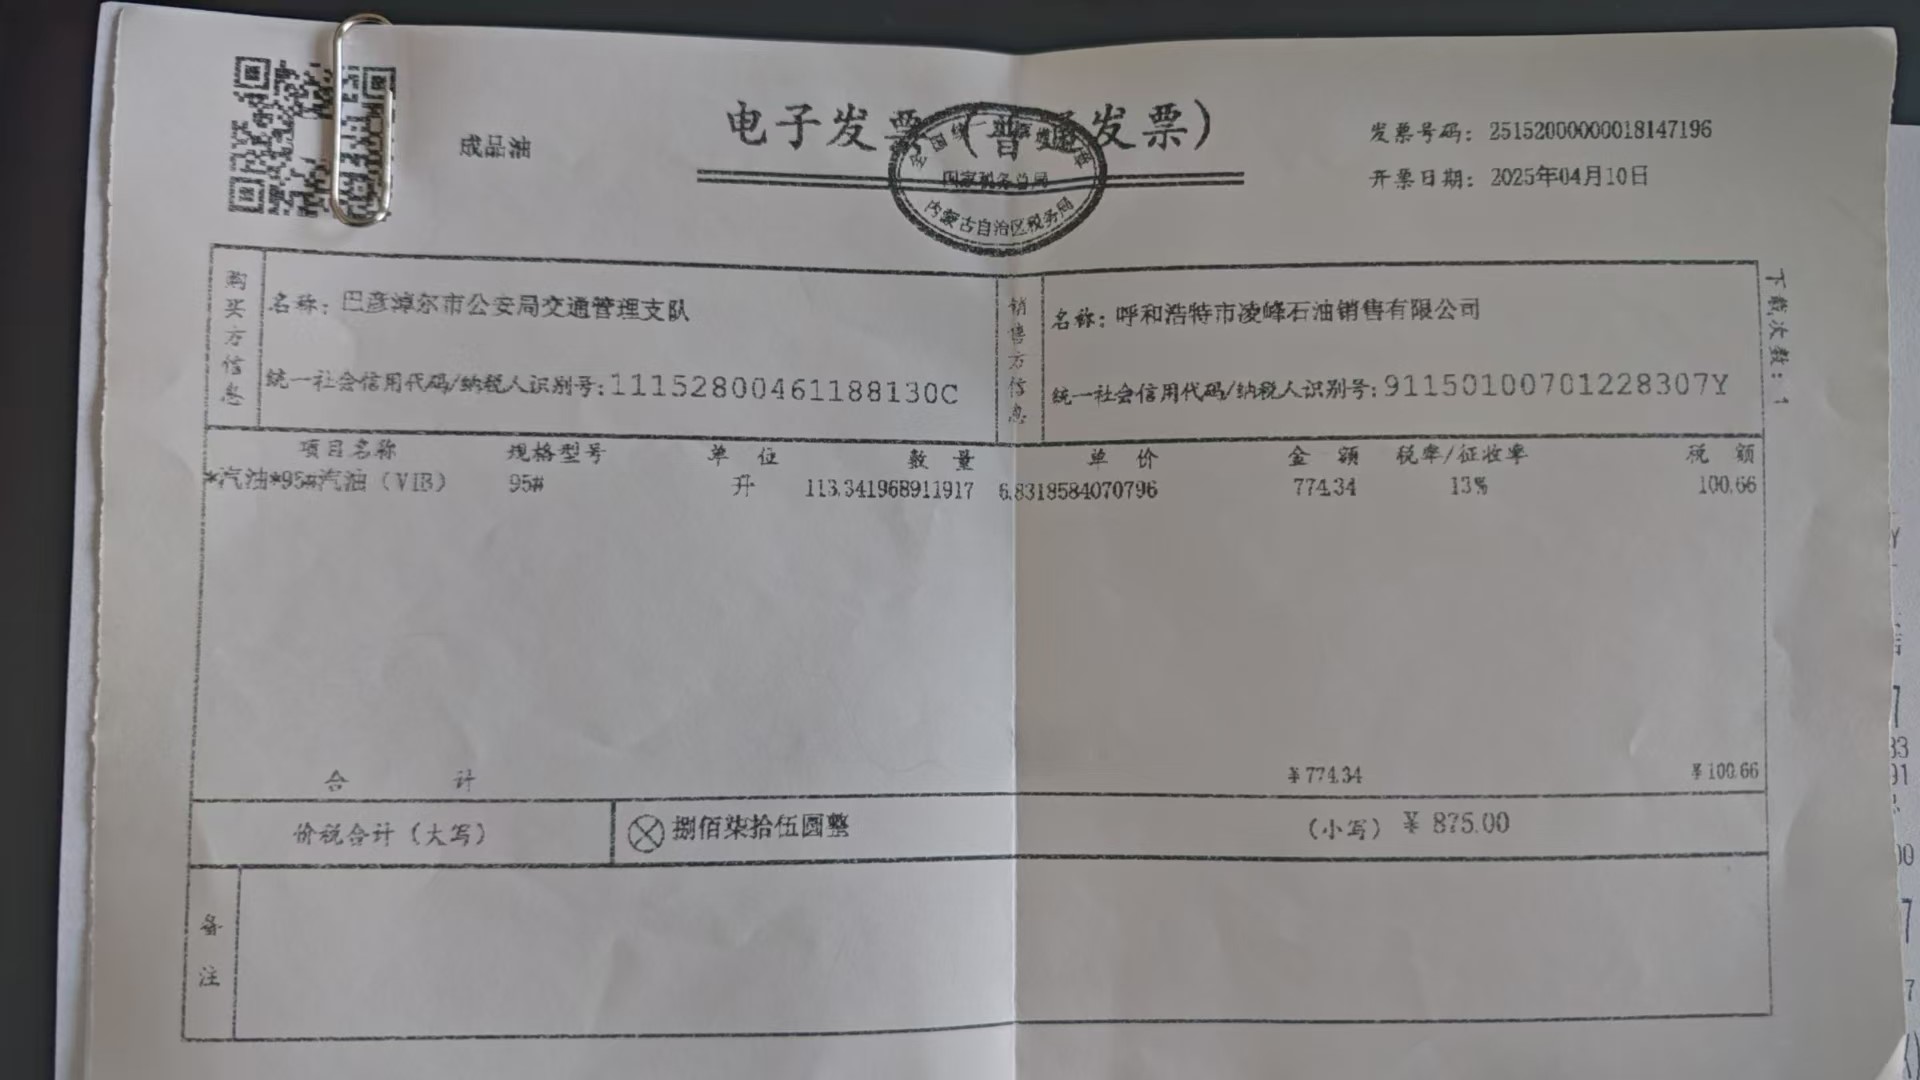 成品油
电子发票（普通发票）
国家税务总局
内蒙古自治区税务局
发票号码：25152000000018147196
开票日期：2025年04月10日
购买方信息
名称：巴彦淖尔市公安局交通管理支队
统一社会信用代码/纳税人识别号：11152800461188130C
销售方信息
名称：呼和浩特市凌峰石油销售有限公司
统一社会信用代码/纳税人识别号：91150100701228307Y
下载次数：1
项目名称 规格型号 单位 数量 单价 金额 税率/征收率 税额
*汽油*95#汽油（VIB） 95# 升 113.341968911917 6.8318584070796 774.34 13% 100.66
合计 ¥774.34 ¥100.66
价税合计（大写） 捌佰柒拾伍圆整 （小写）¥875.00
备注